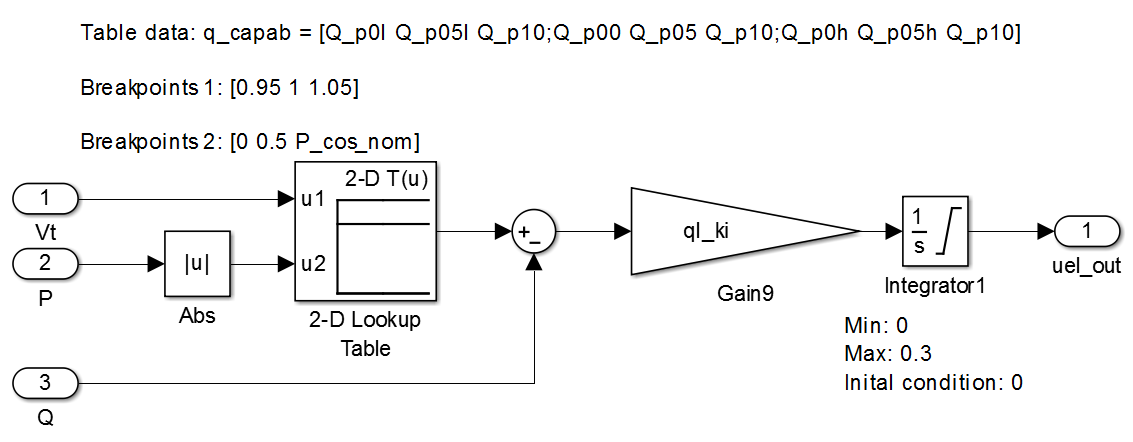 Table data: q_capab = [Q_p0l Q_p05l Q_p10;Q_p00 Q_p05 Q_p10;Q_p0h Q_p05h Q_p10]
Breakpoints 1: [0.95 1 1.05]
Breakpoints 2: [0 0.5 P_cos_nom]
1
Vt
2
P
|u|
Abs
2-D T(u)
u1
u2
2-D Lookup
Table
3
Q
+
_
ql_ki
Gain9
1
s
Integrator1
Min: 0
Max: 0.3
Inital condition: 0
1
uel_out